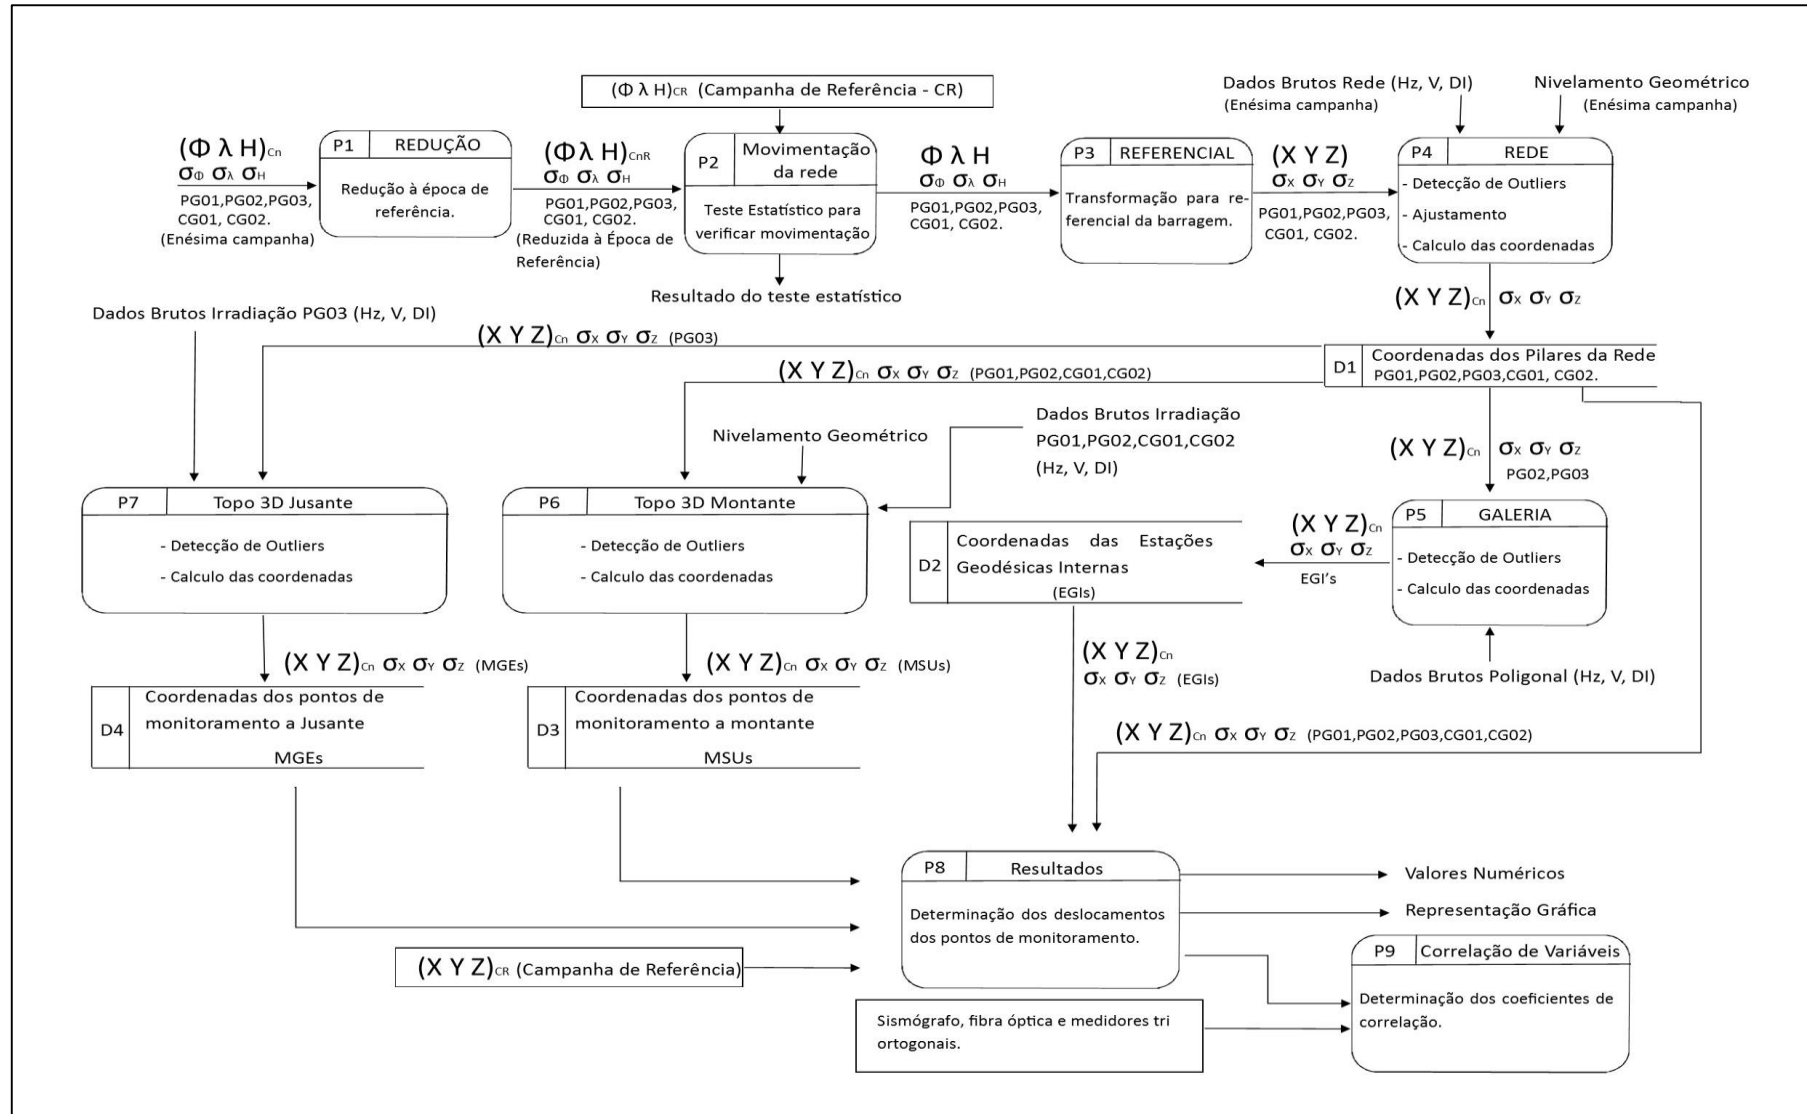 (Φ λ H)CR (Campanha de Referência - CR)
Dados Brutos Rede (Hz, V, DI)
(Enésima campanha)
Nivelamento Geométrico
(Enésima campanha)
(Φ λ H)Cn
σΦ σλ σH
PG01,PG02,PG03,
CG01, CG02.
(Enésima campanha)
P1 REDUÇÃO
Redução à época de
referência.
(Φ λ H)CnR
σΦ σλ σH
PG01,PG02,PG03,
CG01, CG02.
(Reduzida à Época de
Referência)
P2 Movimentação
da rede
Teste Estatístico para
verificar movimentação
Resultado do teste estatístico
Φ λ H
σΦ σλ σH
PG01,PG02,PG03,
CG01, CG02.
P3 REFERENCIAL
Transformação para re-
ferencial da barragem.
(X Y Z)
σX σY σZ
PG01,PG02,PG03,
CG01, CG02.
P4 REDE
- Detecção de Outliers
- Ajustamento
- Calculo das coordenadas
(X Y Z)Cn σX σY σZ
Dados Brutos Irradiação PG03 (Hz, V, DI)
(X Y Z)Cn σX σY σZ (PG03)
(X Y Z)Cn σX σY σZ (PG01,PG02,CG01,CG02)
D1 Coordenadas dos Pilares da Rede
PG01,PG02,PG03,CG01, CG02.
Nivelamento Geométrico
Dados Brutos Irradiação
PG01,PG02,CG01,CG02
(Hz, V, DI)
(X Y Z)Cn σX σY σZ
PG02,PG03
P7 Topo 3D Jusante
- Detecção de Outliers
- Calculo das coordenadas
P6 Topo 3D Montante
- Detecção de Outliers
- Calculo das coordenadas
D2 Coordenadas das Estações
Geodésicas Internas
(EGIs)
(X Y Z)Cn
σX σY σZ
EGI's
P5 GALERIA
- Detecção de Outliers
- Calculo das coordenadas
Dados Brutos Poligonal (Hz, V, DI)
(X Y Z)Cn σX σY σZ (MGEs)
(X Y Z)Cn σX σY σZ (MSUs)
(X Y Z)Cn
σX σY σZ (EGIs)
D4 Coordenadas dos pontos de
monitoramento a Jusante
MGEs
D3 Coordenadas dos pontos de
monitoramento a montante
MSUs
(X Y Z)Cn σX σY σZ (PG01,PG02,PG03,CG01,CG02)
P8 Resultados
Determinação dos deslocamentos
dos pontos de monitoramento.
Valores Numéricos
Representação Gráfica
(X Y Z)CR (Campanha de Referência)
P9 Correlação de Variáveis
Determinação dos coeficientes de
correlação.
Sismógrafo, fibra óptica e medidores tri
ortogonais.